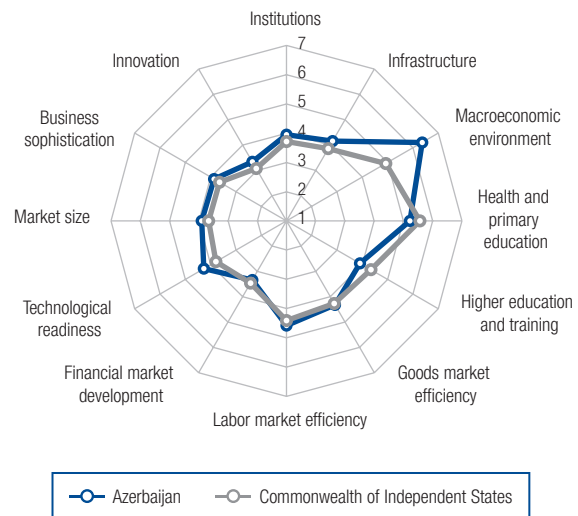 Institutions
7
6
5
4
3
2
1
Infrastructure
Macroeconomic
environment
Health and
primary
education
Higher education
and training
Goods market
efficiency
Labor market efficiency
Financial market
development
Technological
readiness
Market size
Business
sophistication
Innovation
Azerbaijan
Commonwealth of Independent States